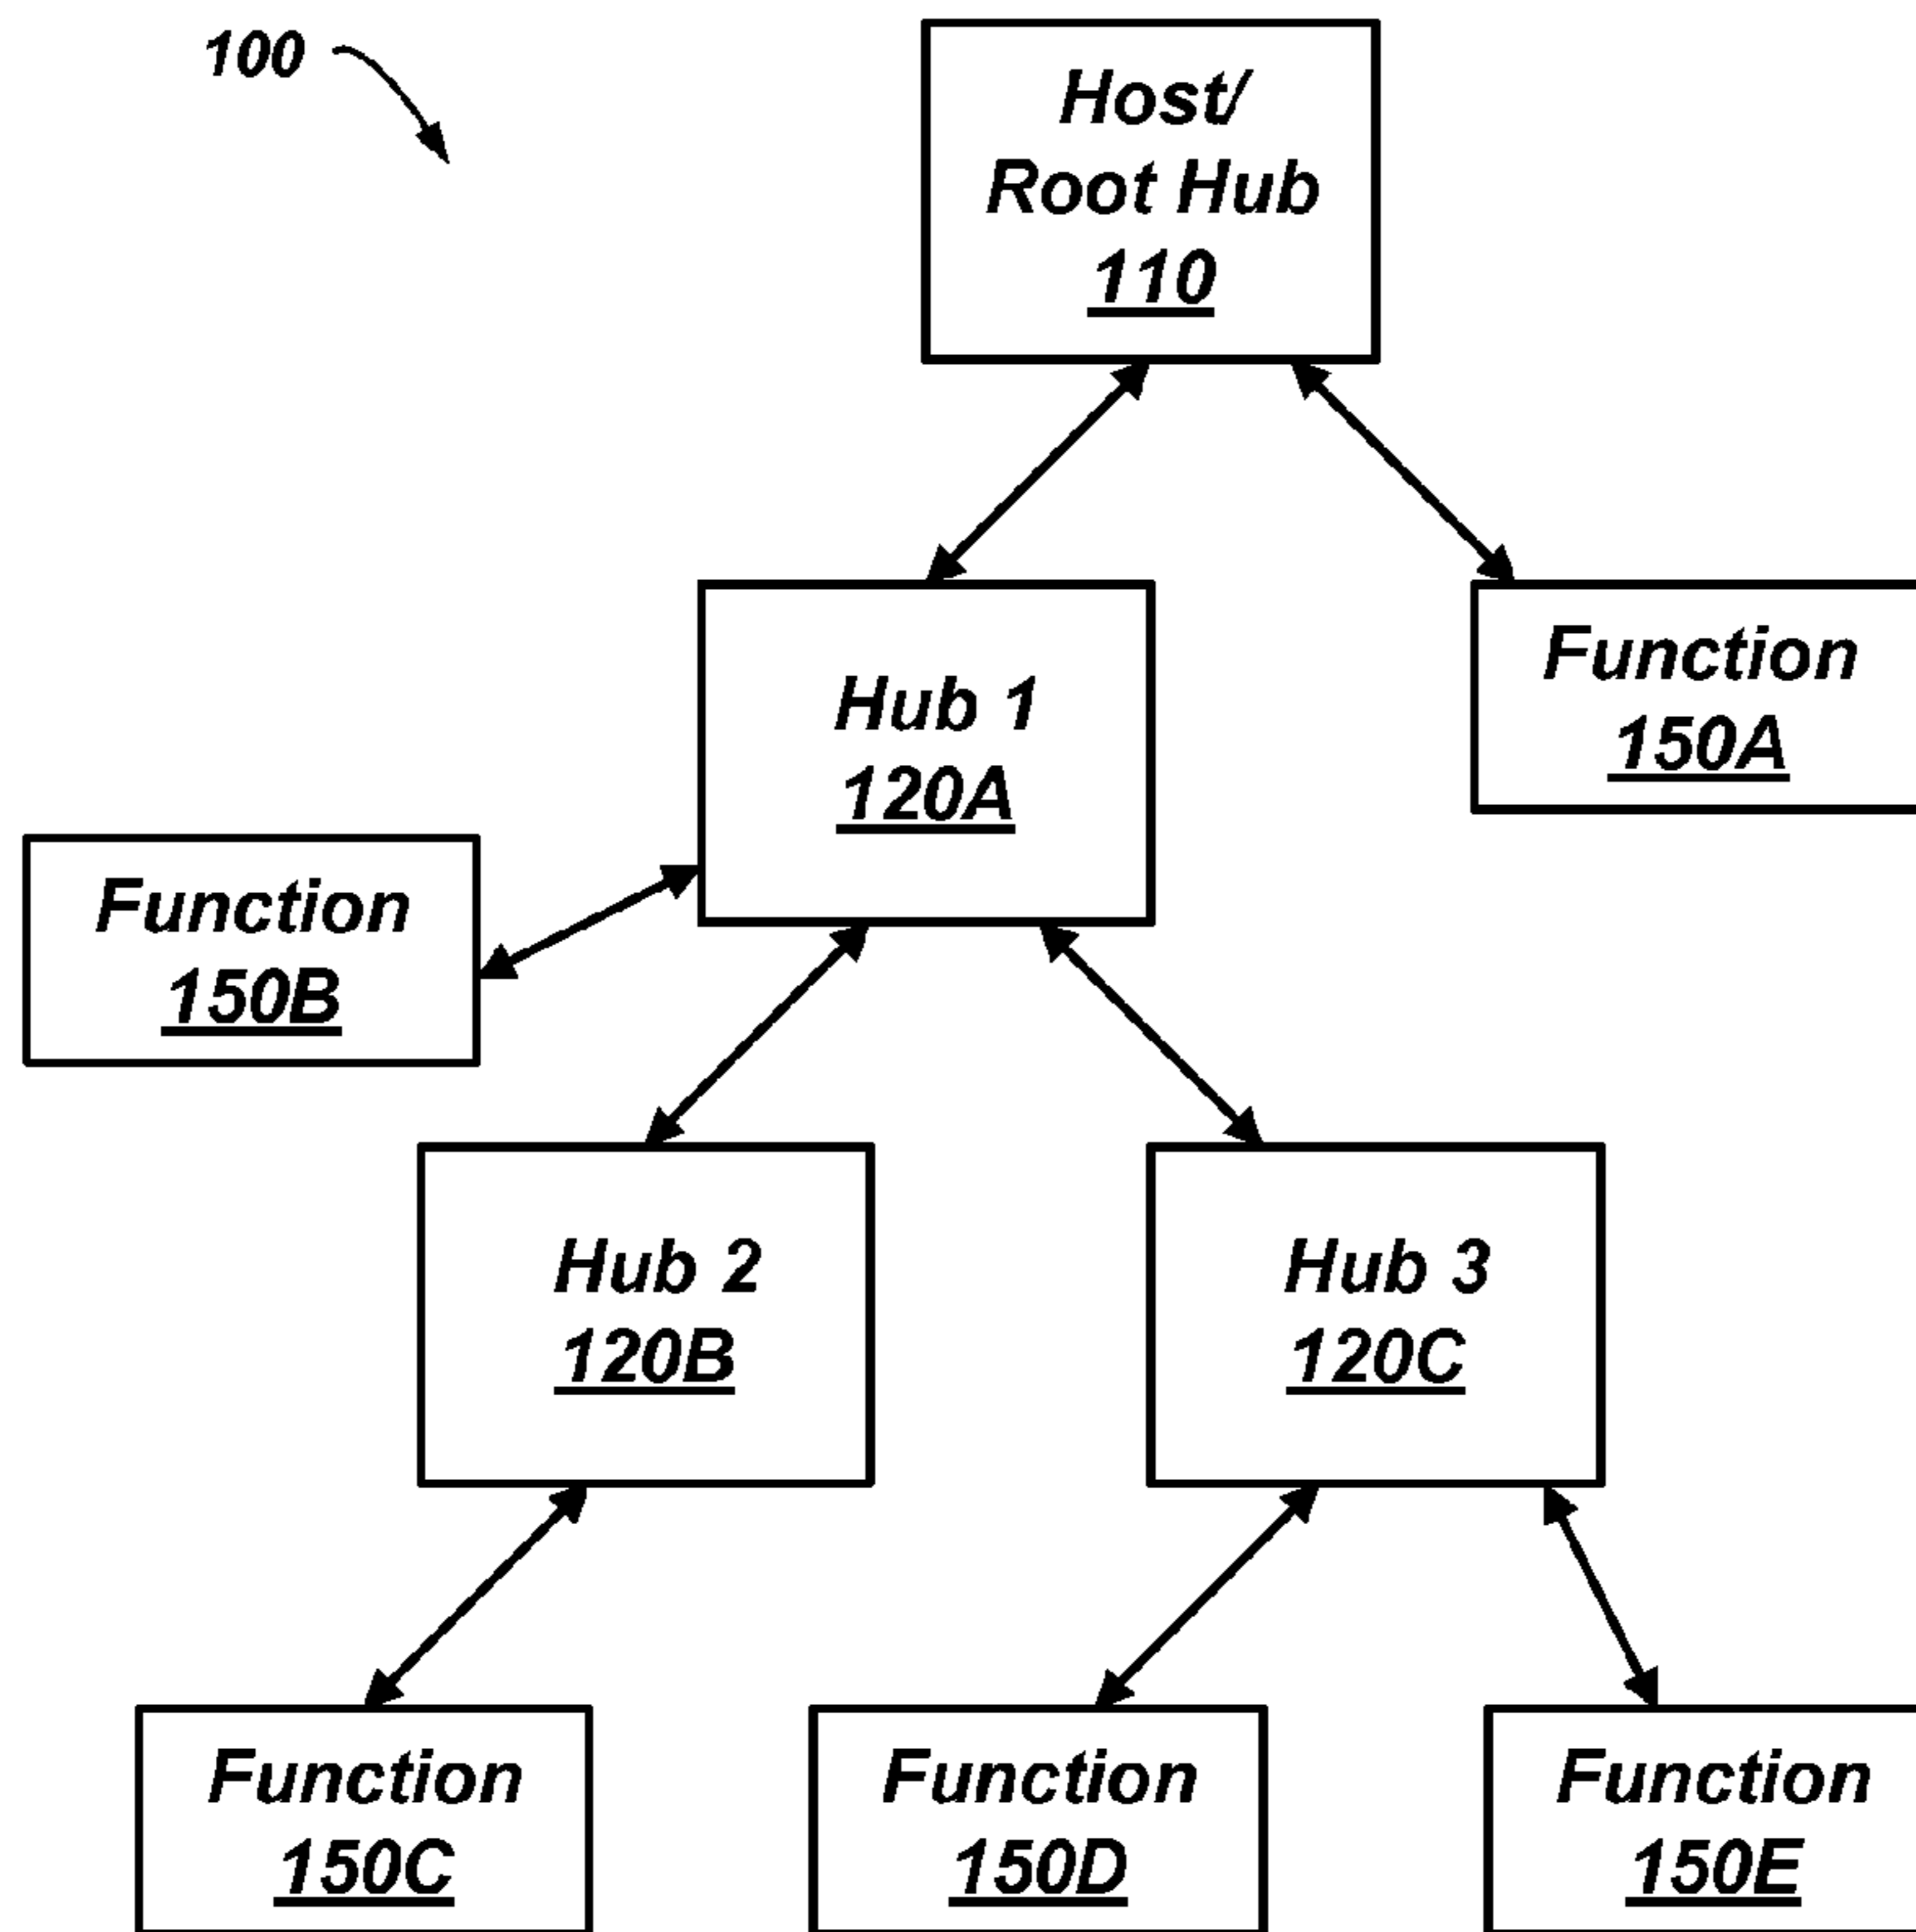 100
Host/
Root Hub
110
Hub 1
120A
Function
150A
Function
150B
Hub 2
120B
Hub 3
120C
Function
150C
Function
150D
Function
150E